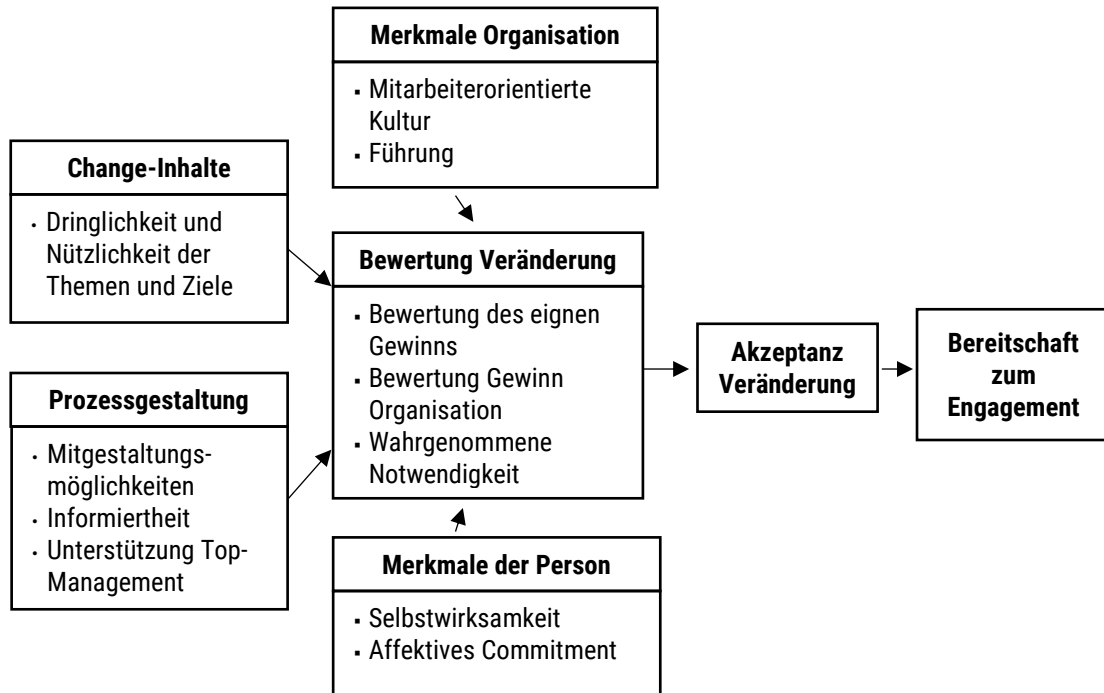 Merkmale Organisation
▪ Mitarbeiterorientierte
Kultur
▪ Führung
Change-Inhalte
• Dringlichkeit und
Nützlichkeit der
Themen und Ziele
Prozessgestaltung
• Mitgestaltungs-
möglichkeiten
• Informiertheit
• Unterstützung Top-
Management
Bewertung Veränderung
▪ Bewertung des eignen
Gewinns
▪ Bewertung Gewinn
Organisation
▪ Wahrgenommene
Notwendigkeit
Merkmale der Person
▪ Selbstwirksamkeit
▪ Affektives Commitment
Akzeptanz
Veränderung
Bereitschaft
zum
Engagement